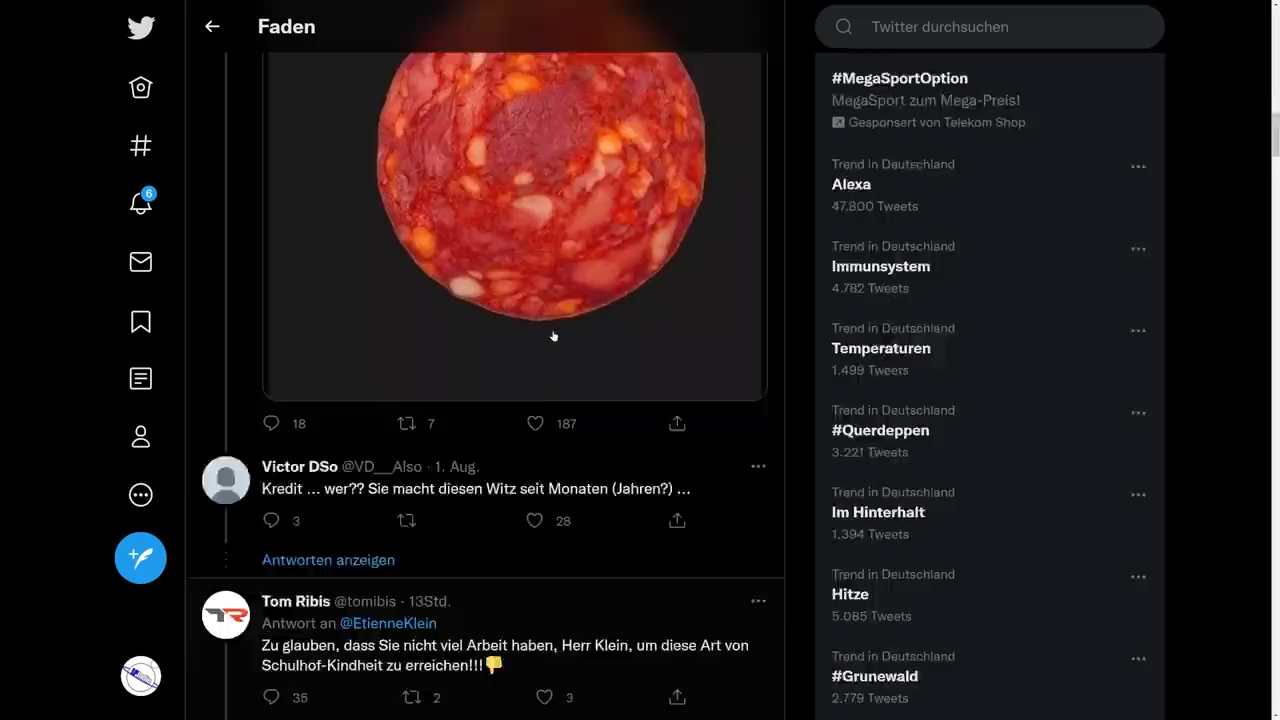 Faden
18 7 187
Victor DSo @VD__Also · 1. Aug.
Kredit ... wer?? Sie macht diesen Witz seit Monaten (Jahren?) ...
3 28
Antworten anzeigen
Tom Ribis @tomibis · 13Std.
Antwort an @EtienneKlein
Zu glauben, dass Sie nicht viel Arbeit haben, Herr Klein, um diese Art von
Schulhof-Kindheit zu erreichen!!!👎
35 2 3
6
Twitter durchsuchen
#MegaSportOption
MegaSport zum Mega-Preis!
Gesponsert von Telekom Shop
Trend in Deutschland
Alexa
47.800 Tweets
Trend in Deutschland
Immunsystem
4.782 Tweets
Trend in Deutschland
Temperaturen
1.499 Tweets
Trend in Deutschland
#Querdeppen
3.221 Tweets
Trend in Deutschland
Im Hinterhalt
1.394 Tweets
Trend in Deutschland
Hitze
5.085 Tweets
Trend in Deutschland
#Grunewald
2.779 Tweets